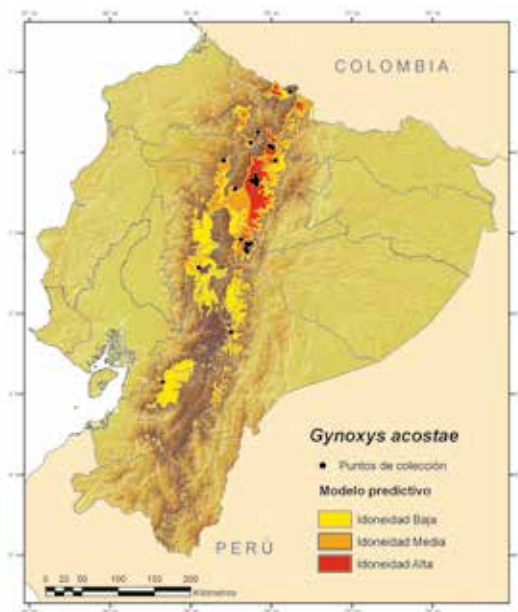 COLOMBIA
PERÚ
Gynoxys acostae
Puntos de colección
Modelo predictivo
Idoneidad Baja
Idoneidad Media
Idoneidad Alta
0 25 50 100 150 200
Kilómetros